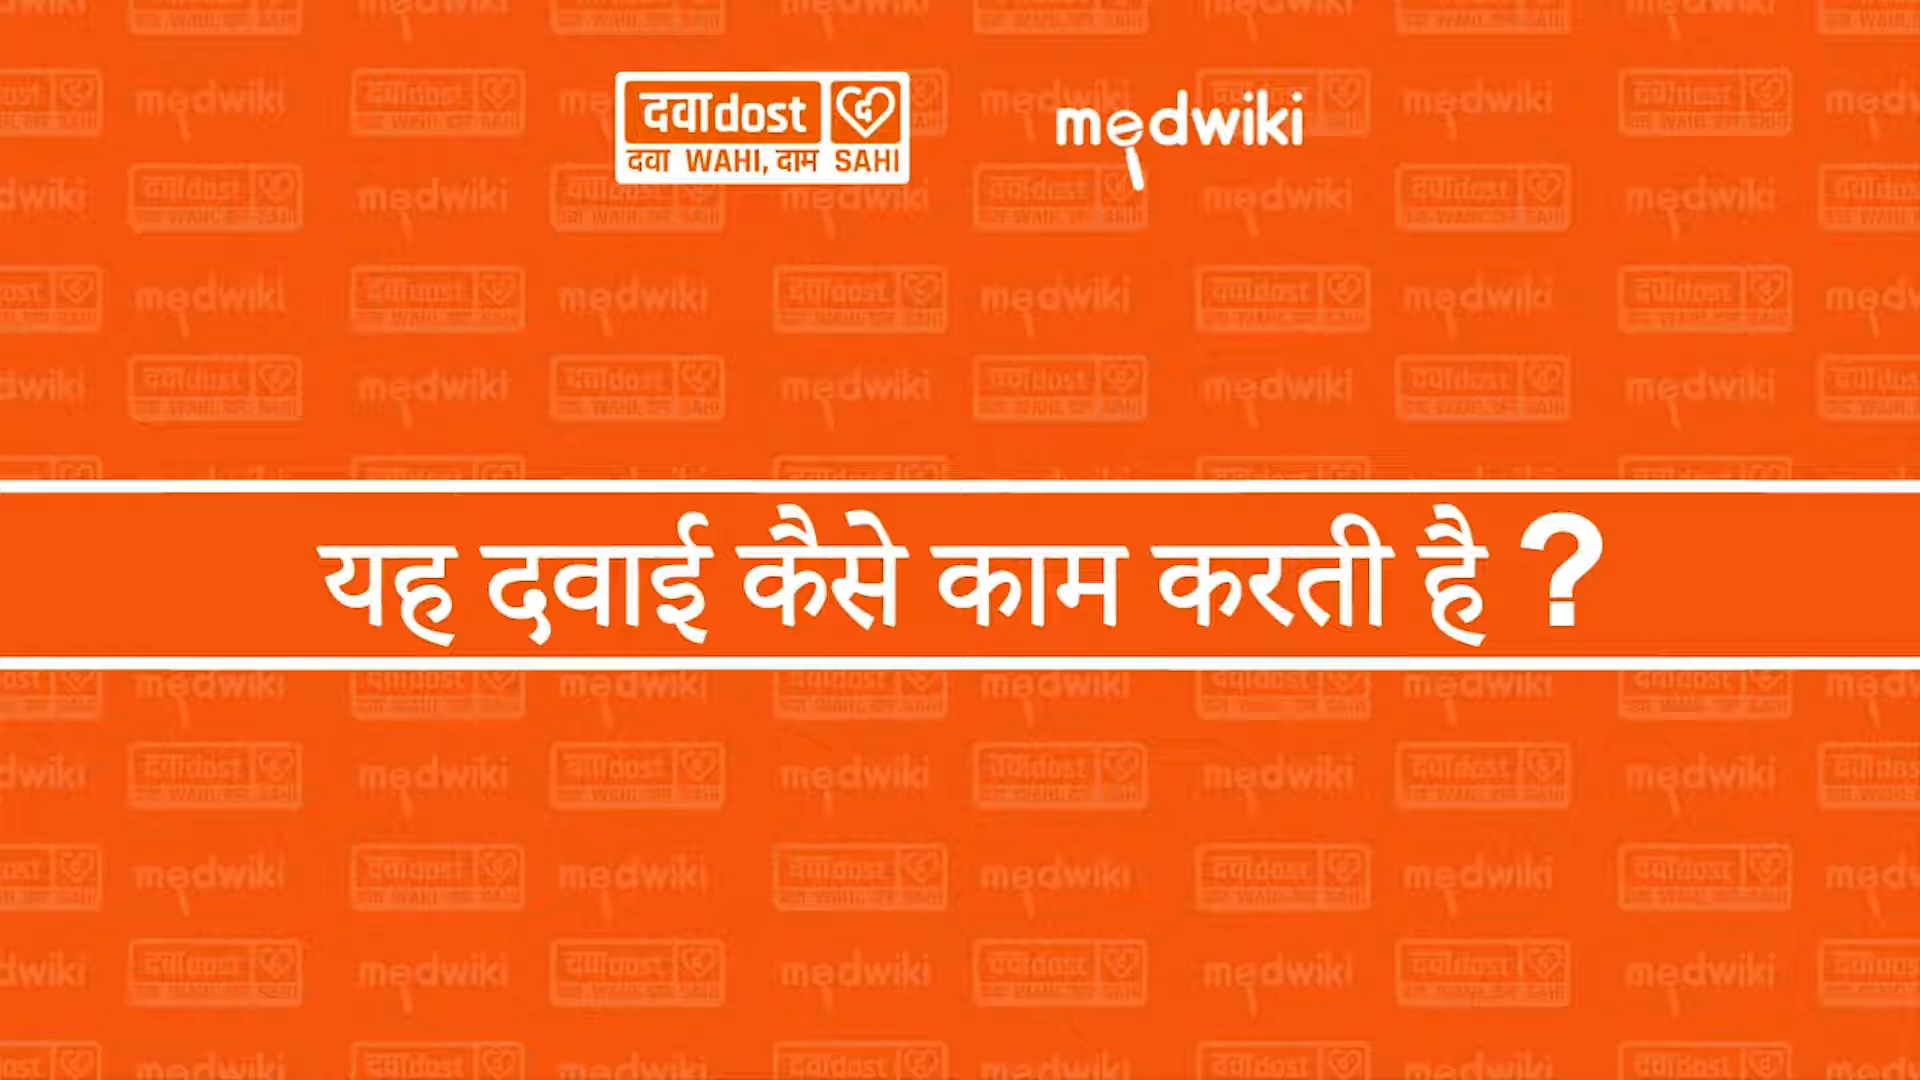 दवाdost medwiki
दवा WAHI, दाम SAHI
यह दवाई कैसे काम करती है ?